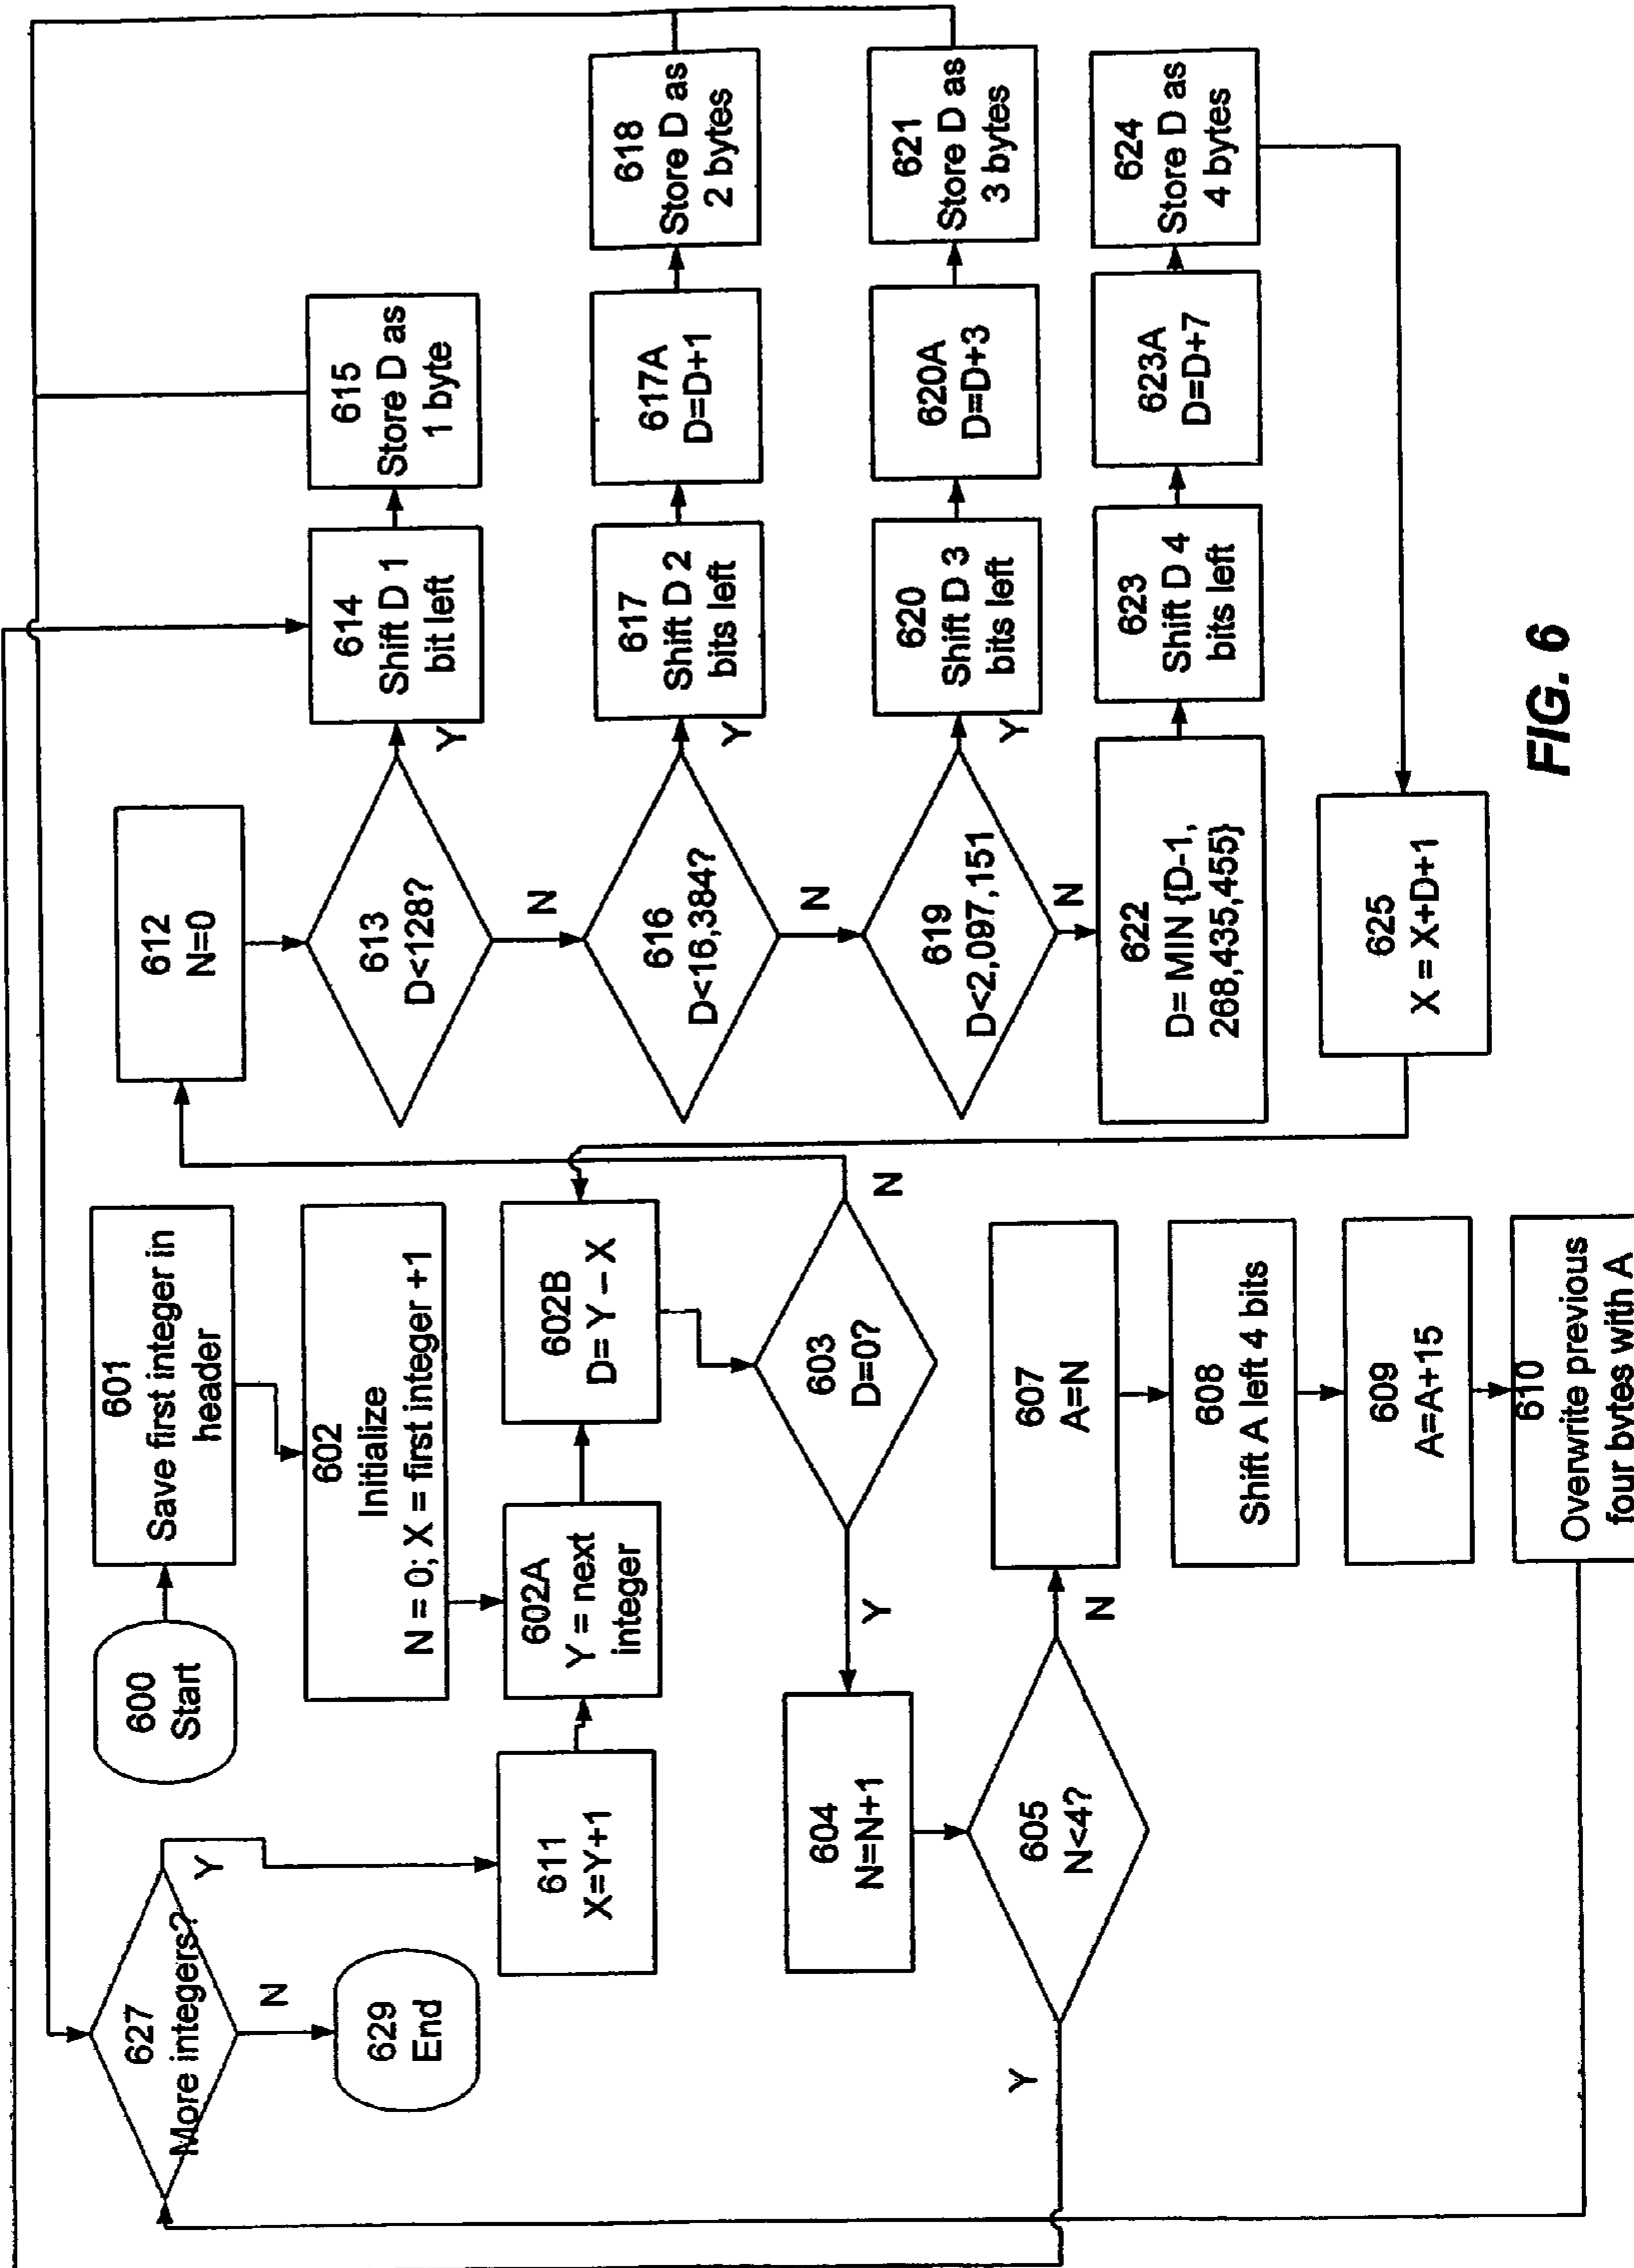 600
Start
601
Save first integer in
header
602
Initialize
N = 0; X = first integer +1
602A
Y = next
integer
602B
D= Y – X
603
D=0?
Y
N
604
N=N+1
605
N<4?
Y
N
607
A=N
608
Shift A left 4 bits
609
A=A+15
610
Overwrite previous
four bytes with A
611
X=Y+1
627
More integers?
Y
N
629
End
612
N=0
613
D<128?
Y
N
614
Shift D 1
bit left
615
Store D as
1 byte
616
D<16,384?
Y
N
617
Shift D 2
bits left
617A
D=D+1
618
Store D as
2 bytes
619
D<2,097,151
Y
N
620
Shift D 3
bits left
620A
D=D+3
621
Store D as
3 bytes
622
D= MIN {D-1,
268,435,455}
623
Shift D 4
bits left
623A
D=D+7
624
Store D as
4 bytes
625
X = X+D+1
FIG. 6